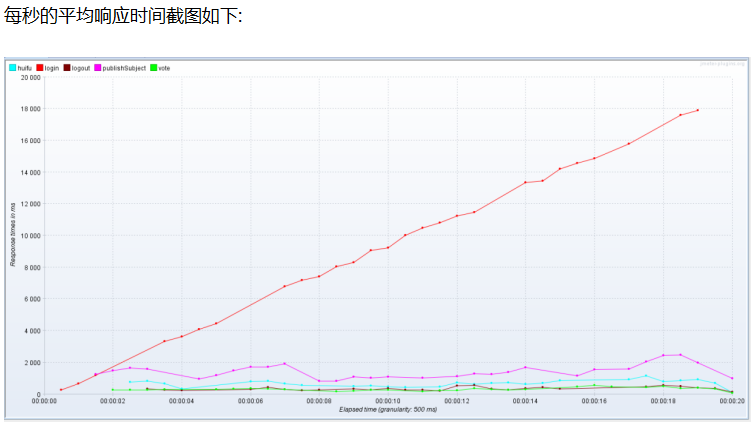 每秒的平均响应时间截图如下:
huifu login logout publishSubject vote
20 000
18 000
16 000
14 000
12 000
10 000
8 000
6 000
4 000
2 000
0
Response times in ms
00:00:00 00:00:02 00:00:04 00:00:06 00:00:08 00:00:10 00:00:12 00:00:14 00:00:16 00:00:18 00:00:20
Elapsed time (granularity: 500 ms)